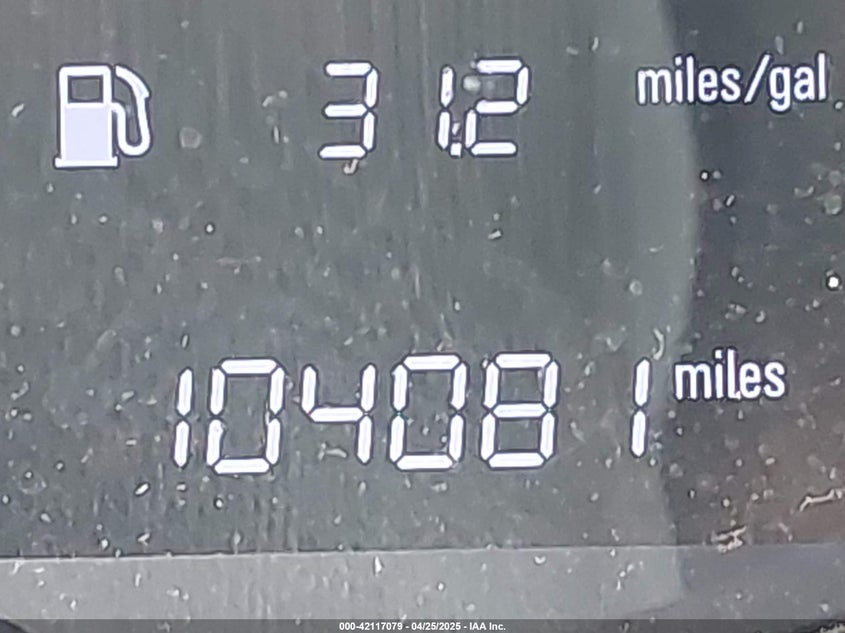 31.2 miles/gal
104081 miles
000-42117079 - 04/25/2025 - IAA Inc.